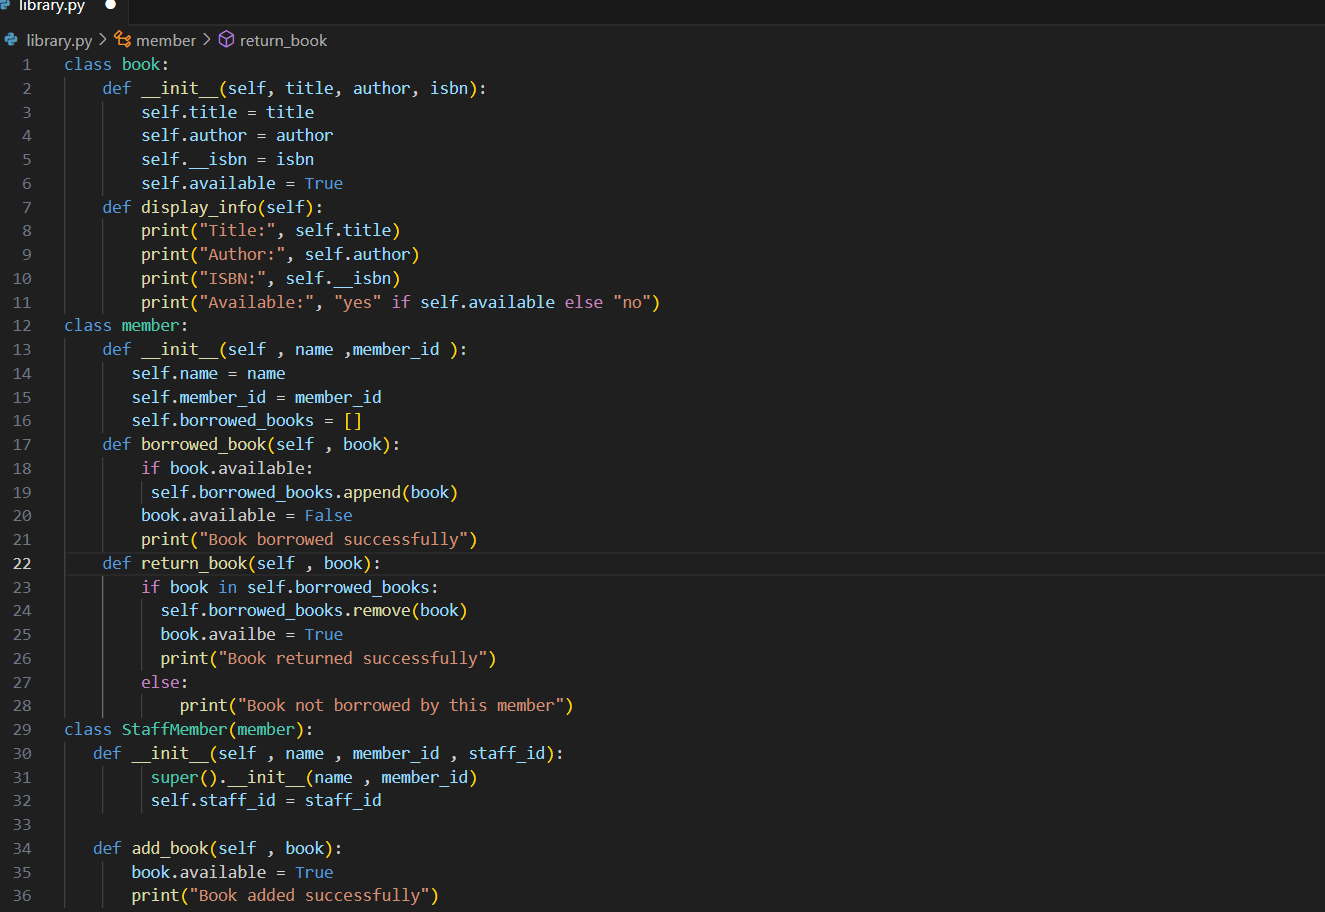 library.py
library.py > member > return_book
1 class book:
2     def __init__(self, title, author, isbn):
3         self.title = title
4         self.author = author
5         self.__isbn = isbn
6         self.available = True
7     def display_info(self):
8         print("Title:", self.title)
9         print("Author:", self.author)
10         print("ISBN:", self.__isbn)
11         print("Available:", "yes" if self.available else "no")
12 class member:
13     def __init__(self , name ,member_id ):
14        self.name = name
15        self.member_id = member_id
16        self.borrowed_books = []
17     def borrowed_book(self , book):
18         if book.available:
19          self.borrowed_books.append(book)
20         book.available = False
21         print("Book borrowed successfully")
22     def return_book(self , book):
23         if book in self.borrowed_books:
24           self.borrowed_books.remove(book)
25           book.availbe = True
26           print("Book returned successfully")
27         else:
28             print("Book not borrowed by this member")
29 class StaffMember(member):
30    def __init__(self , name , member_id , staff_id):
31          super().__init__(name , member_id)
32          self.staff_id = staff_id
33
34    def add_book(self , book):
35        book.available = True
36        print("Book added successfully")